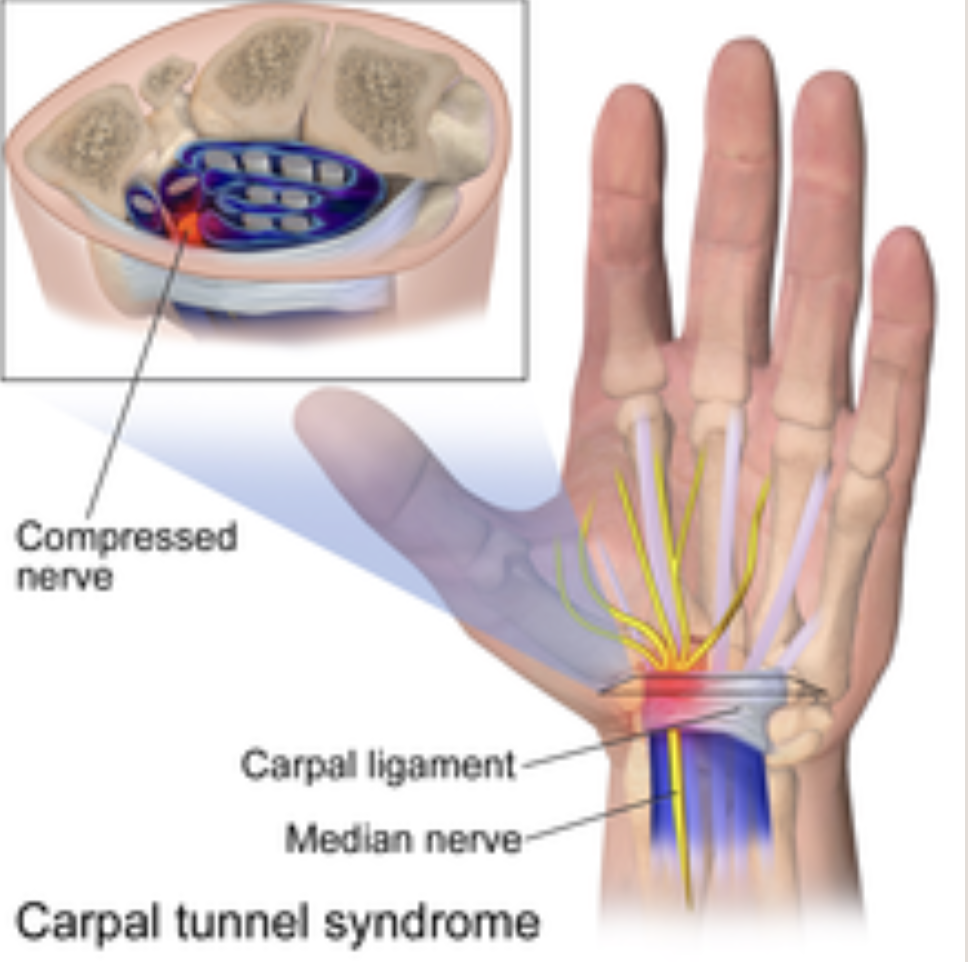 Compressed
nerve
Carpal ligament
Median nerve
Carpal tunnel syndrome